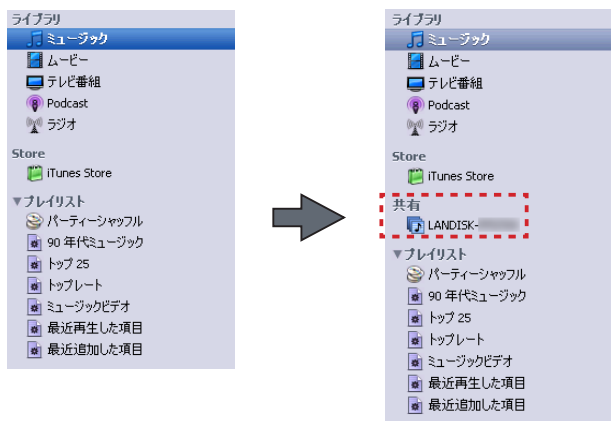 ライブラリ
ミュージック
ムービー
テレビ番組
Podcast
ラジオ
Store
iTunes Store
プレイリスト
パーティーシャッフル
90 年代ミュージック
トップ 25
トップレート
ミュージックビデオ
最近再生した項目
最近追加した項目
ライブラリ
ミュージック
ムービー
テレビ番組
Podcast
ラジオ
Store
iTunes Store
共有
LANDISK-
プレイリスト
パーティーシャッフル
90 年代ミュージック
トップ 25
トップレート
ミュージックビデオ
最近再生した項目
最近追加した項目